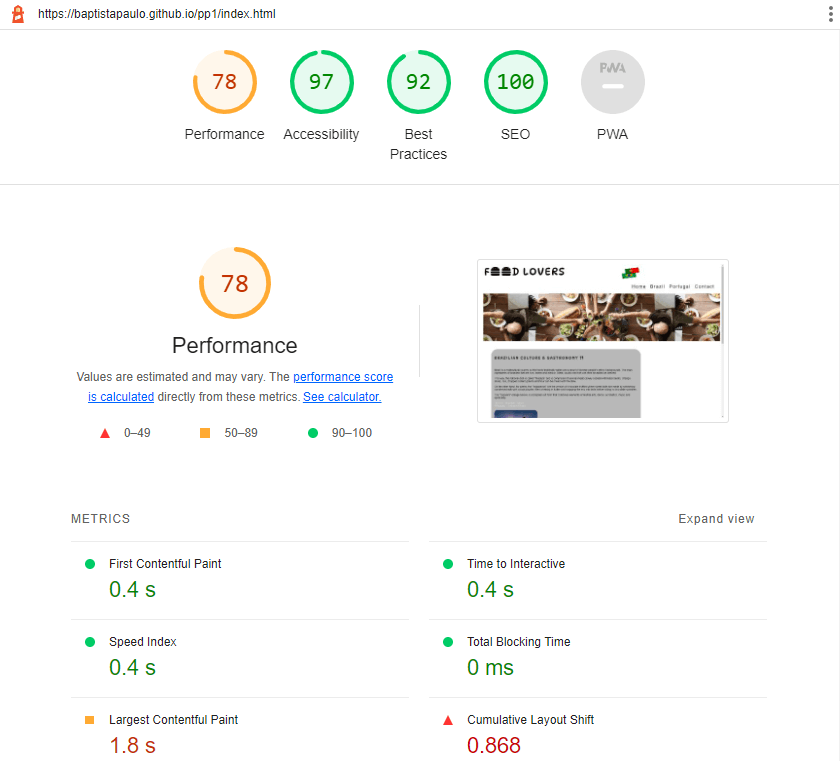 https://baptistapaulo.github.io/pp1/index.html
78
97
92
100
PWA
Performance
Accessibility
Best
Practices
SEO
PWA
78
Performance
Values are estimated and may vary. The performance score
is calculated directly from these metrics. See calculator.
0–49
50–89
90–100
FOOD LOVERS
Home Brazil Portugal Contact
BRAZILIAN CULTURE & GASTRONOMY
METRICS
Expand view
First Contentful Paint
0.4 s
Time to Interactive
0.4 s
Speed Index
0.4 s
Total Blocking Time
0 ms
Largest Contentful Paint
1.8 s
Cumulative Layout Shift
0.868